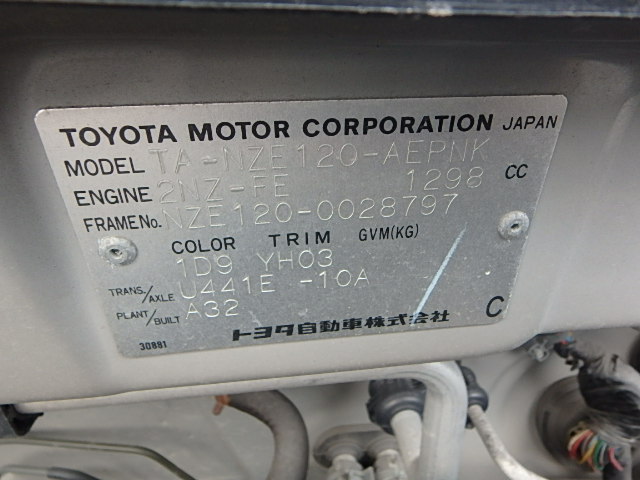 TOYOTA MOTOR CORPORATION JAPAN
MODEL TA-NZE120-AEPNK
ENGINE 2NZ-FE 1298 CC
FRAME No. NZE120-0028797
COLOR TRIM GVM(KG)
1D9 YH03
TRANS./AXLE U441E -10A
PLANT/BUILT A32 C
30881 トヨタ自動車株式会社